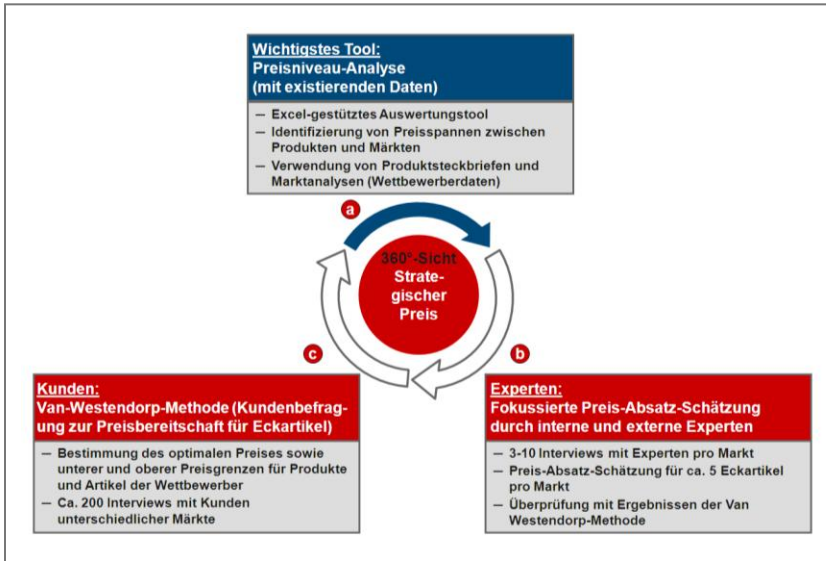 Wichtigstes Tool:
Preisniveau-Analyse
(mit existierenden Daten)
– Excel-gestütztes Auswertungstool
– Identifizierung von Preisspannen zwischen
Produkten und Märkten
– Verwendung von Produktsteckbriefen und
Marktanalysen (Wettbewerberdaten)
a
360°-Sicht
Strate-
gischer
Preis
c
b
Kunden:
Van-Westendorp-Methode (Kundenbefrag-
ung zur Preisbereitschaft für Eckartikel)
– Bestimmung des optimalen Preises sowie
unterer und oberer Preisgrenzen für Produkte
und Artikel der Wettbewerber
– Ca. 200 Interviews mit Kunden
unterschiedlicher Märkte
Experten:
Fokussierte Preis-Absatz-Schätzung
durch interne und externe Experten
– 3-10 Interviews mit Experten pro Markt
– Preis-Absatz-Schätzung für ca. 5 Eckartikel
pro Markt
– Überprüfung mit Ergebnissen der Van
Westendorp-Methode